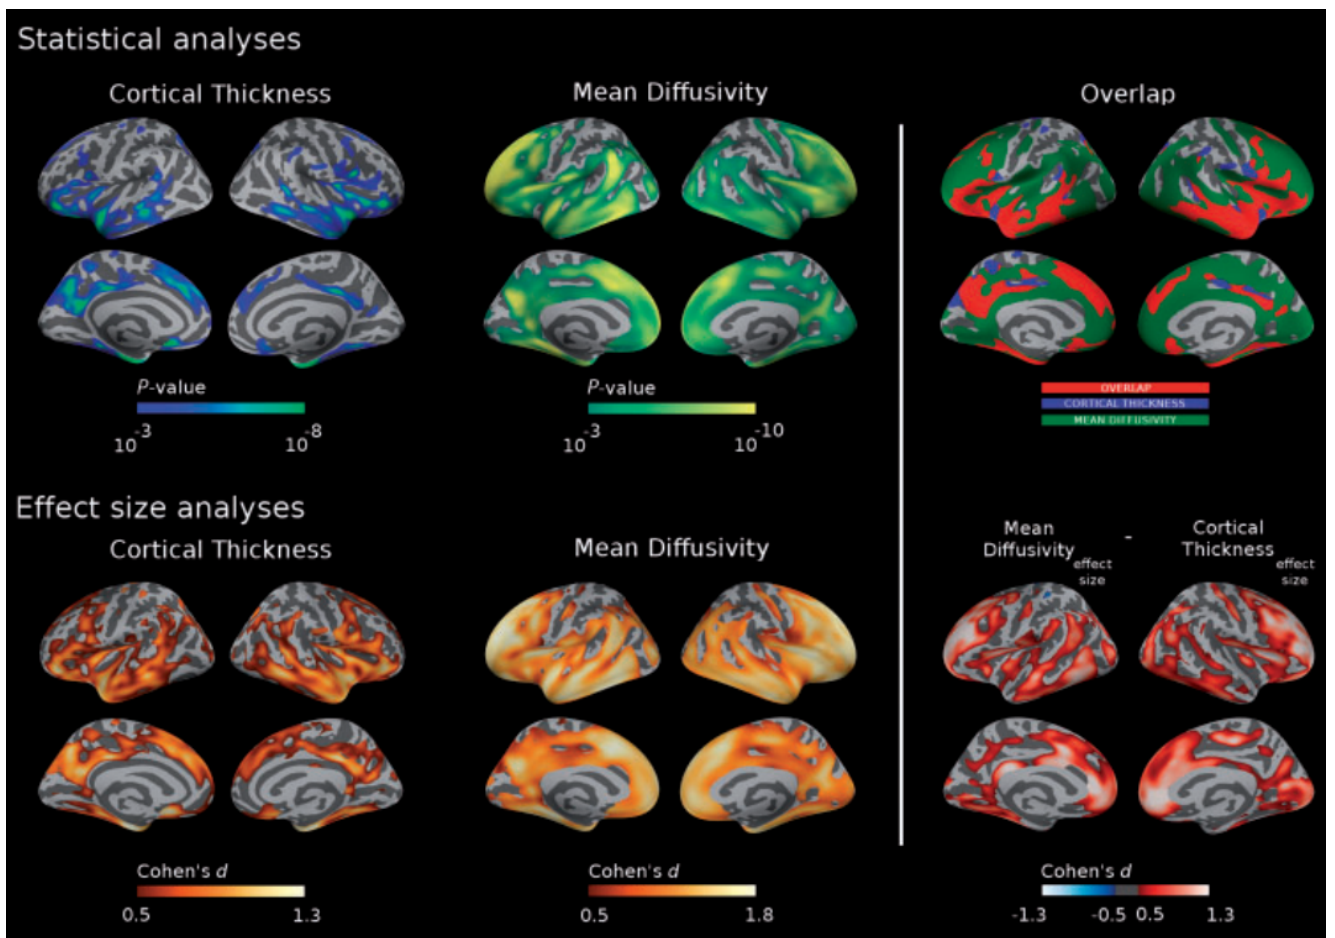 Statistical analyses
Cortical Thickness
Mean Diffusivity
Overlap
P-value
10-3
10-8
P-value
10-3
10-10
OVERLAP
CORTICAL THICKNESS
MEAN DIFFUSIVITY
Effect size analyses
Cortical Thickness
Mean Diffusivity
Mean
Diffusivity effect
size
-
Cortical
Thickness effect
size
Cohen's d
0.5 1.3
Cohen's d
0.5 1.8
Cohen's d
-1.3 -0.5 0.5 1.3